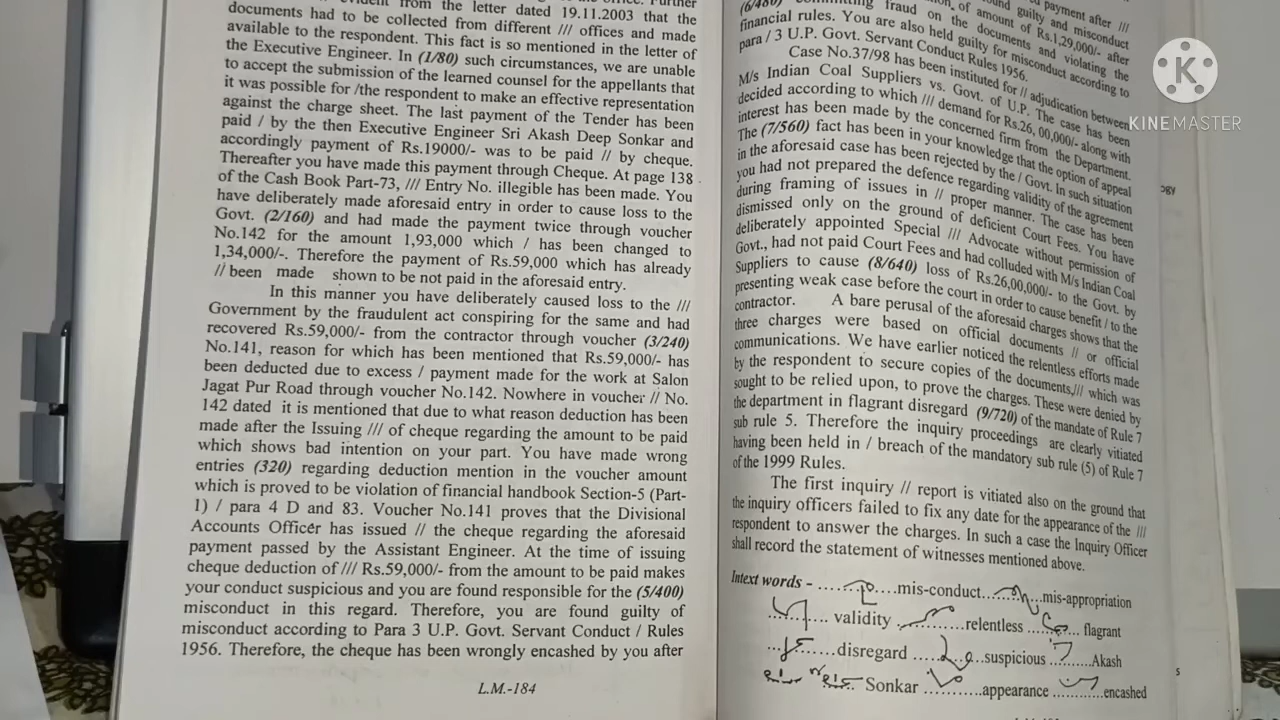 evident from the letter dated 19.11.2003 that the
documents had to be collected from different /// offices and made
available to the respondent. This fact is so mentioned in the letter of
the Executive Engineer. In (1/80) such circumstances, we are unable
to accept the submission of the learned counsel for the appellants that
it was possible for /the respondent to make an effective representation
against the charge sheet. The last payment of the Tender has been
paid / by the then Executive Engineer Sri Akash Deep Sonkar and
accordingly payment of Rs.19000/- was to be paid // by cheque.
Thereafter you have made this payment through Cheque. At page 138
of the Cash Book Part-73, /// Entry No. illegible has been made. You
have deliberately made aforesaid entry in order to cause loss to the
Govt. (2/160) and had made the payment twice through voucher
No.142 for the amount 1,93,000 which / has been changed to
1,34,000/-. Therefore the payment of Rs.59,000 which has already
// been made shown to be not paid in the aforesaid entry.
In this manner you have deliberately caused loss to the ///
Government by the fraudulent act conspiring for the same and had
recovered Rs.59,000/- from the contractor through voucher (3/240)
No.141, reason for which has been mentioned that Rs.59,000/- has
been deducted due to excess / payment made for the work at Salon
Jagat Pur Road through voucher No.142. Nowhere in voucher // No.
142 dated it is mentioned that due to what reason deduction has been
made after the Issuing /// of cheque regarding the amount to be paid
which shows bad intention on your part. You have made wrong
entries (320) regarding deduction mention in the voucher amount
which is proved to be violation of financial handbook Section-5 (Part-
1) / para 4 D and 83. Voucher No.141 proves that the Divisional
Accounts Officer has issued // the cheque regarding the aforesaid
payment passed by the Assistant Engineer. At the time of issuing
cheque deduction of /// Rs.59,000/- from the amount to be paid makes
your conduct suspicious and you are found responsible for the (5/400)
misconduct in this regard. Therefore, you are found guilty of
misconduct according to Para 3 U.P. Govt. Servant Conduct / Rules
1956. Therefore, the cheque has been wrongly encashed by you after
L.M.-184
payment after ///
found guilty and misconduct
of amount of Rs.1,29,000/- after
(6/480) committing fraud on the documents and violating the
financial rules. You are also held guilty for misconduct according to
para / 3 U.P. Govt. Servant Conduct Rules 1956.
Case No.37/98 has been instituted for // adjudication between
M/s Indian Coal Suppliers vs. Govt. of U.P. The case has been
decided according to which /// demand for Rs.26, 00,000/- along with
interest has been made by the concerned firm from the Department.
The (7/560) fact has been in your knowledge that the option of appeal
in the aforesaid case has been rejected by the / Govt. In such situation
you had not prepared the defence regarding validity of the agreement
during framing of issues in // proper manner. The case has been
dismissed only on the ground of deficient Court Fees. You have
deliberately appointed Special /// Advocate without permission of
Govt., had not paid Court Fees and had colluded with M/s Indian Coal
Suppliers to cause (8/640) loss of Rs.26,00,000/- to the Govt. by
presenting weak case before the court in order to cause benefit / to the
contractor. A bare perusal of the aforesaid charges shows that the
three charges were based on official documents // or official
communications. We have earlier noticed the relentless efforts made
by the respondent to secure copies of the documents,/// which was
sought to be relied upon, to prove the charges. These were denied by
the department in flagrant disregard (9/720) of the mandate of Rule 7
sub rule 5. Therefore the inquiry proceedings are clearly vitiated
having been held in / breach of the mandatory sub rule (5) of Rule 7
of the 1999 Rules.
The first inquiry // report is vitiated also on the ground that
the inquiry officers failed to fix any date for the appearance of the ///
respondent to answer the charges. In such a case the Inquiry Officer
shall record the statement of witnesses mentioned above.
Intext words - ...... ....mis-conduct.... ....mis-appropriation
...... .... validity .... ....relentless .... .... flagrant
... ......disregard ..... ...suspicious ... ....Akash
Sonkar ..........appearance ............encashed
K
KINEMASTER